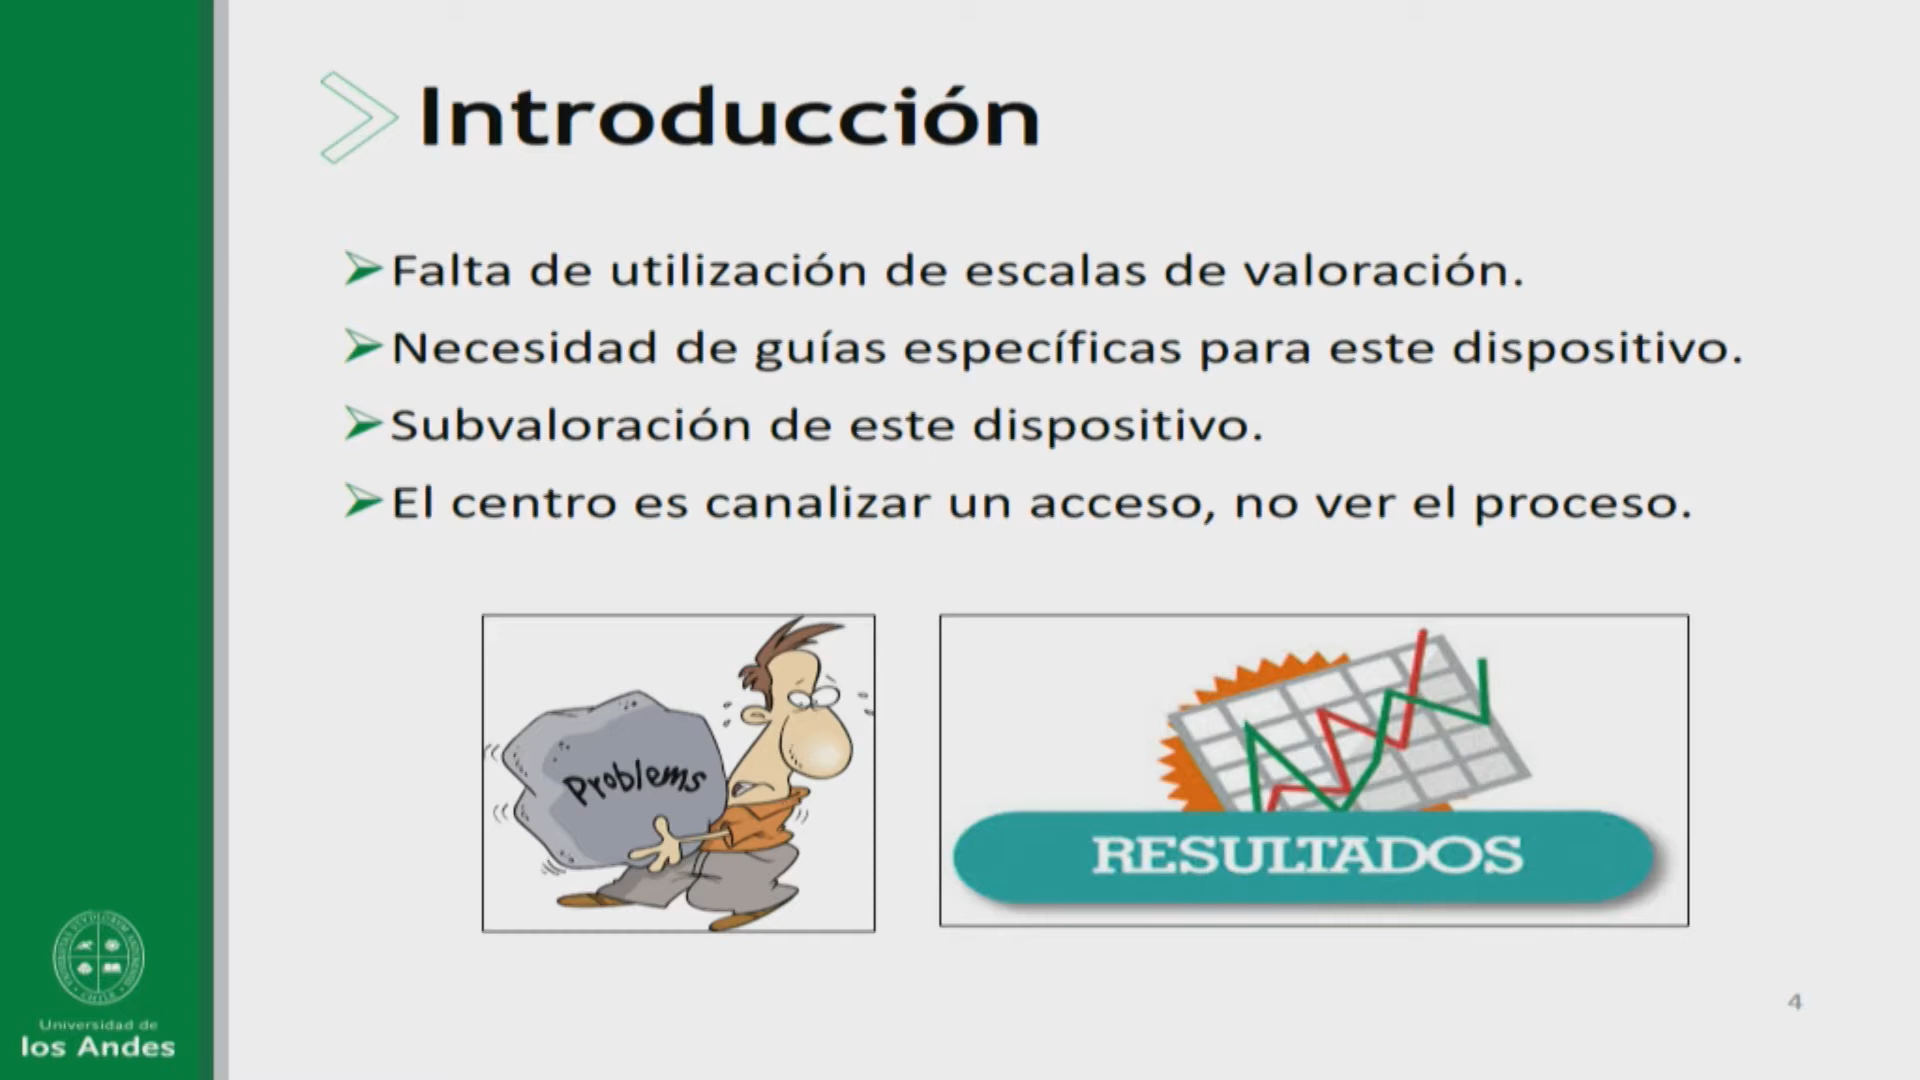 Introducción
Falta de utilización de escalas de valoración.
Necesidad de guías específicas para este dispositivo.
Subvaloración de este dispositivo.
El centro es canalizar un acceso, no ver el proceso.
Problems
RESULTADOS
4
Universidad de
los Andes